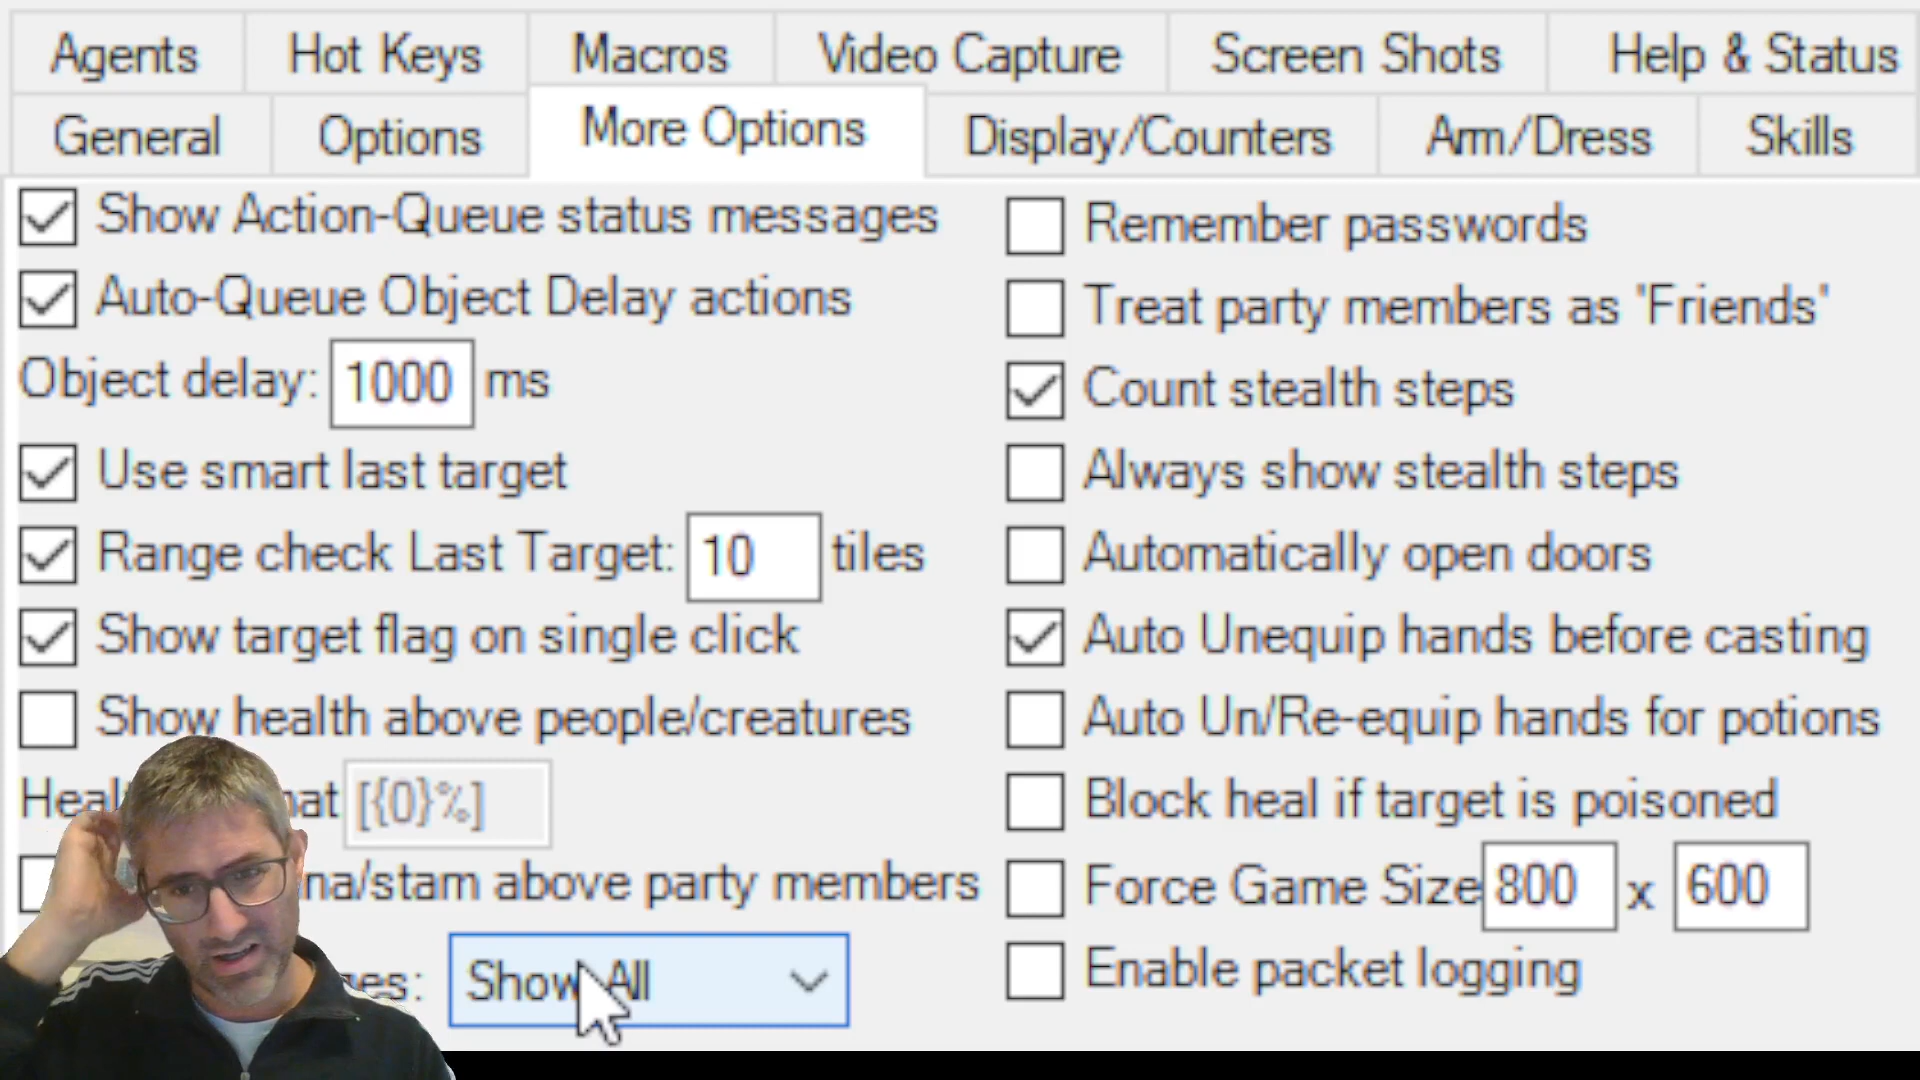 Agents Hot Keys Macros Video Capture Screen Shots Help & Status
General Options More Options Display/Counters Arm/Dress Skills
Show Action-Queue status messages
Auto-Queue Object Delay actions
Object delay: 1000 ms
Use smart last target
Range check Last Target: 10 tiles
Show target flag on single click
Show health above people/creatures
[{0}%]
above party members
Show All
Remember passwords
Treat party members as 'Friends'
Count stealth steps
Always show stealth steps
Automatically open doors
Auto Unequip hands before casting
Auto Un/Re-equip hands for potions
Block heal if target is poisoned
Force Game Size 800 x 600
Enable packet logging